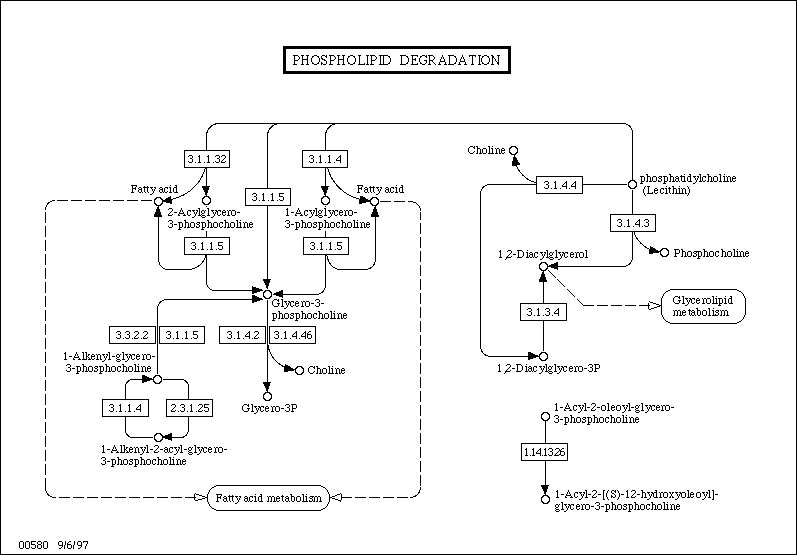 PHOSPHOLIPID DEGRADATION
3.1.1.32
3.1.1.4
Choline
3.1.4.4
phosphatidylcholine
(Lecithin)
Fatty acid
3.1.1.5
Fatty acid
2-Acylglycero-
3-phosphocholine
1-Acylglycero-
3-phosphocholine
3.1.4.3
3.1.1.5
3.1.1.5
1,2-Diacylglycerol
Phosphocholine
Glycero-3-
phosphocholine
Glycerolipid
metabolism
3.1.3.4
3.3.2.2
3.1.1.5
3.1.4.2
3.1.4.46
1-Alkenyl-glycero-
3-phosphocholine
Choline
1,2-Diacylglycero-3P
3.1.1.4
2.3.1.25
Glycero-3P
1-Acyl-2-oleoyl-glycero-
3-phosphocholine
1-Alkenyl-2-acyl-glycero-
3-phosphocholine
1.14.13.26
Fatty acid metabolism
1-Acyl-2-[(S)-12-hydroxyoleoyl]-
glycero-3-phosphocholine
00580 9/6/97